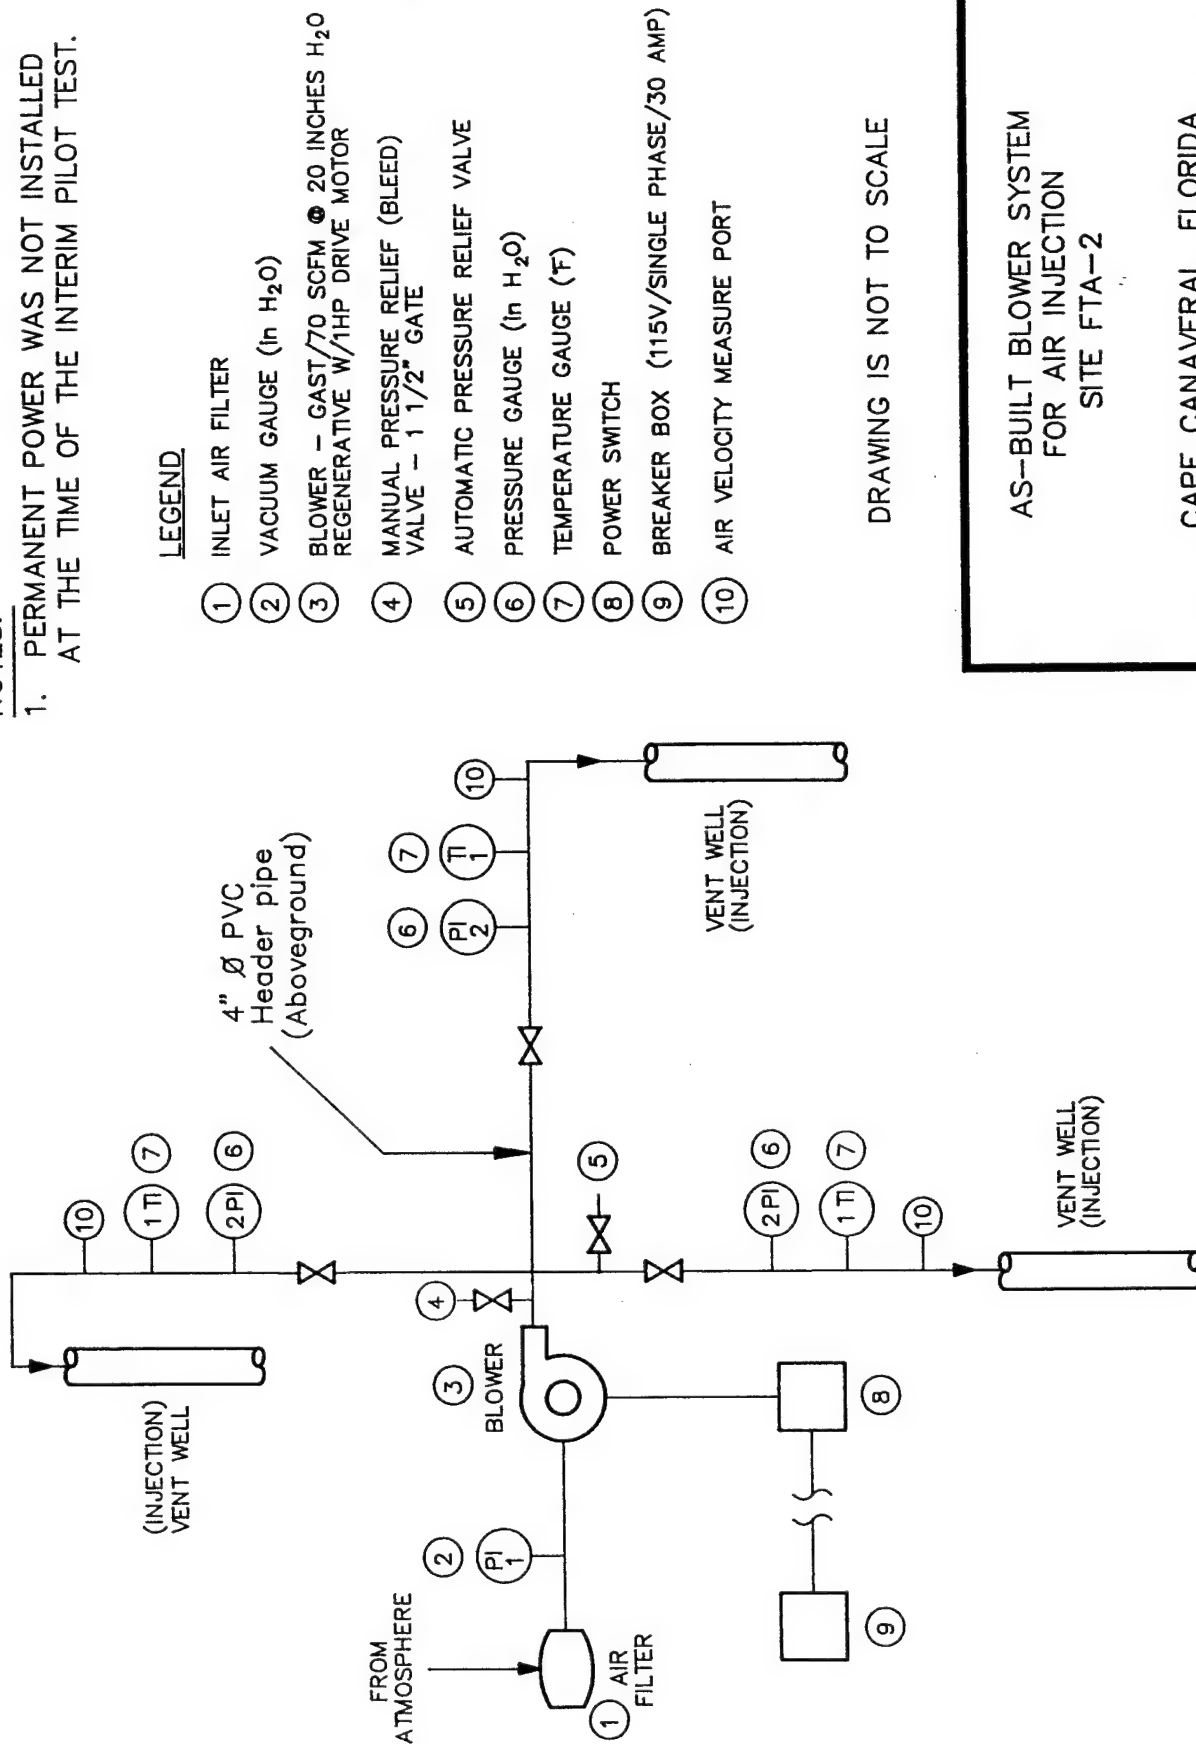 1. PERMANENT POWER WAS NOT INSTALLED
AT THE TIME OF THE INTERIM PILOT TEST.
LEGEND
1 INLET AIR FILTER
2 VACUUM GAUGE (In H2O)
3 BLOWER – GAST/70 SCFM @ 20 INCHES H2O
REGENERATIVE W/1HP DRIVE MOTOR
4 MANUAL PRESSURE RELIEF (BLEED)
VALVE – 1 1/2" GATE
5 AUTOMATIC PRESSURE RELIEF VALVE
6 PRESSURE GAUGE (In H2O)
7 TEMPERATURE GAUGE (°F)
8 POWER SWITCH
9 BREAKER BOX (115V/SINGLE PHASE/30 AMP)
10 AIR VELOCITY MEASURE PORT
DRAWING IS NOT TO SCALE
AS–BUILT BLOWER SYSTEM
FOR AIR INJECTION
SITE FTA–2
CAPE CANAVERAL FLORIDA
(INJECTION)
VENT WELL
10
1 TI
7
2 PI
6
4" Ø PVC
Header pipe
(Aboveground)
6
PI
2
7
TI
1
10
VENT WELL
(INJECTION)
FROM
ATMOSPHERE
1
AIR
FILTER
2
PI
1
3
BLOWER
4
5
2 PI
6
1 TI
7
10
VENT WELL
(INJECTION)
8
9